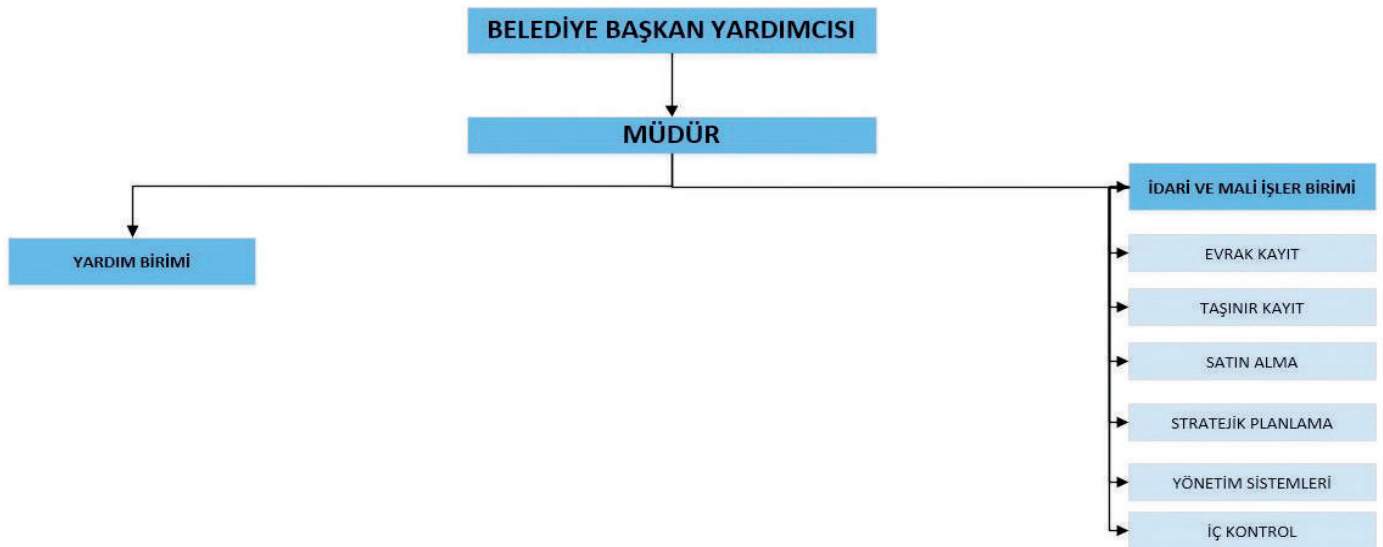 BELEDİYE BAŞKAN YARDIMCISI
MÜDÜR
YARDIM BİRİMİ
İDARİ VE MALİ İŞLER BİRİMİ
EVRAK KAYIT
TAŞINIR KAYIT
SATIN ALMA
STRATEJİK PLANLAMA
YÖNETİM SİSTEMLERİ
İÇ KONTROL